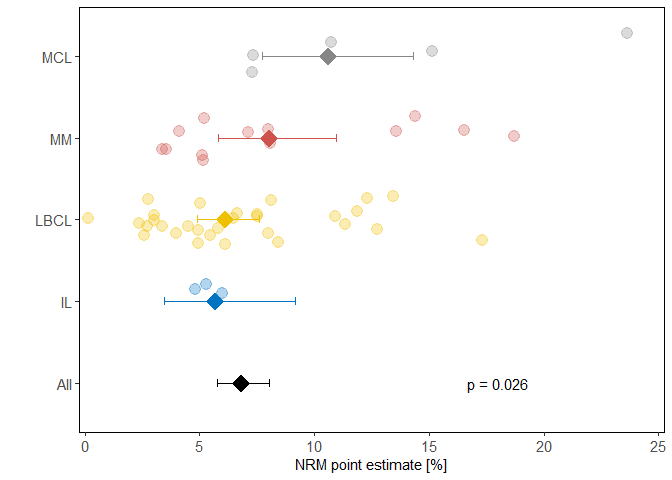 MCL
MM
LBCL
IL
All
p = 0.026
0 5 10 15 20 25
NRM point estimate [%]